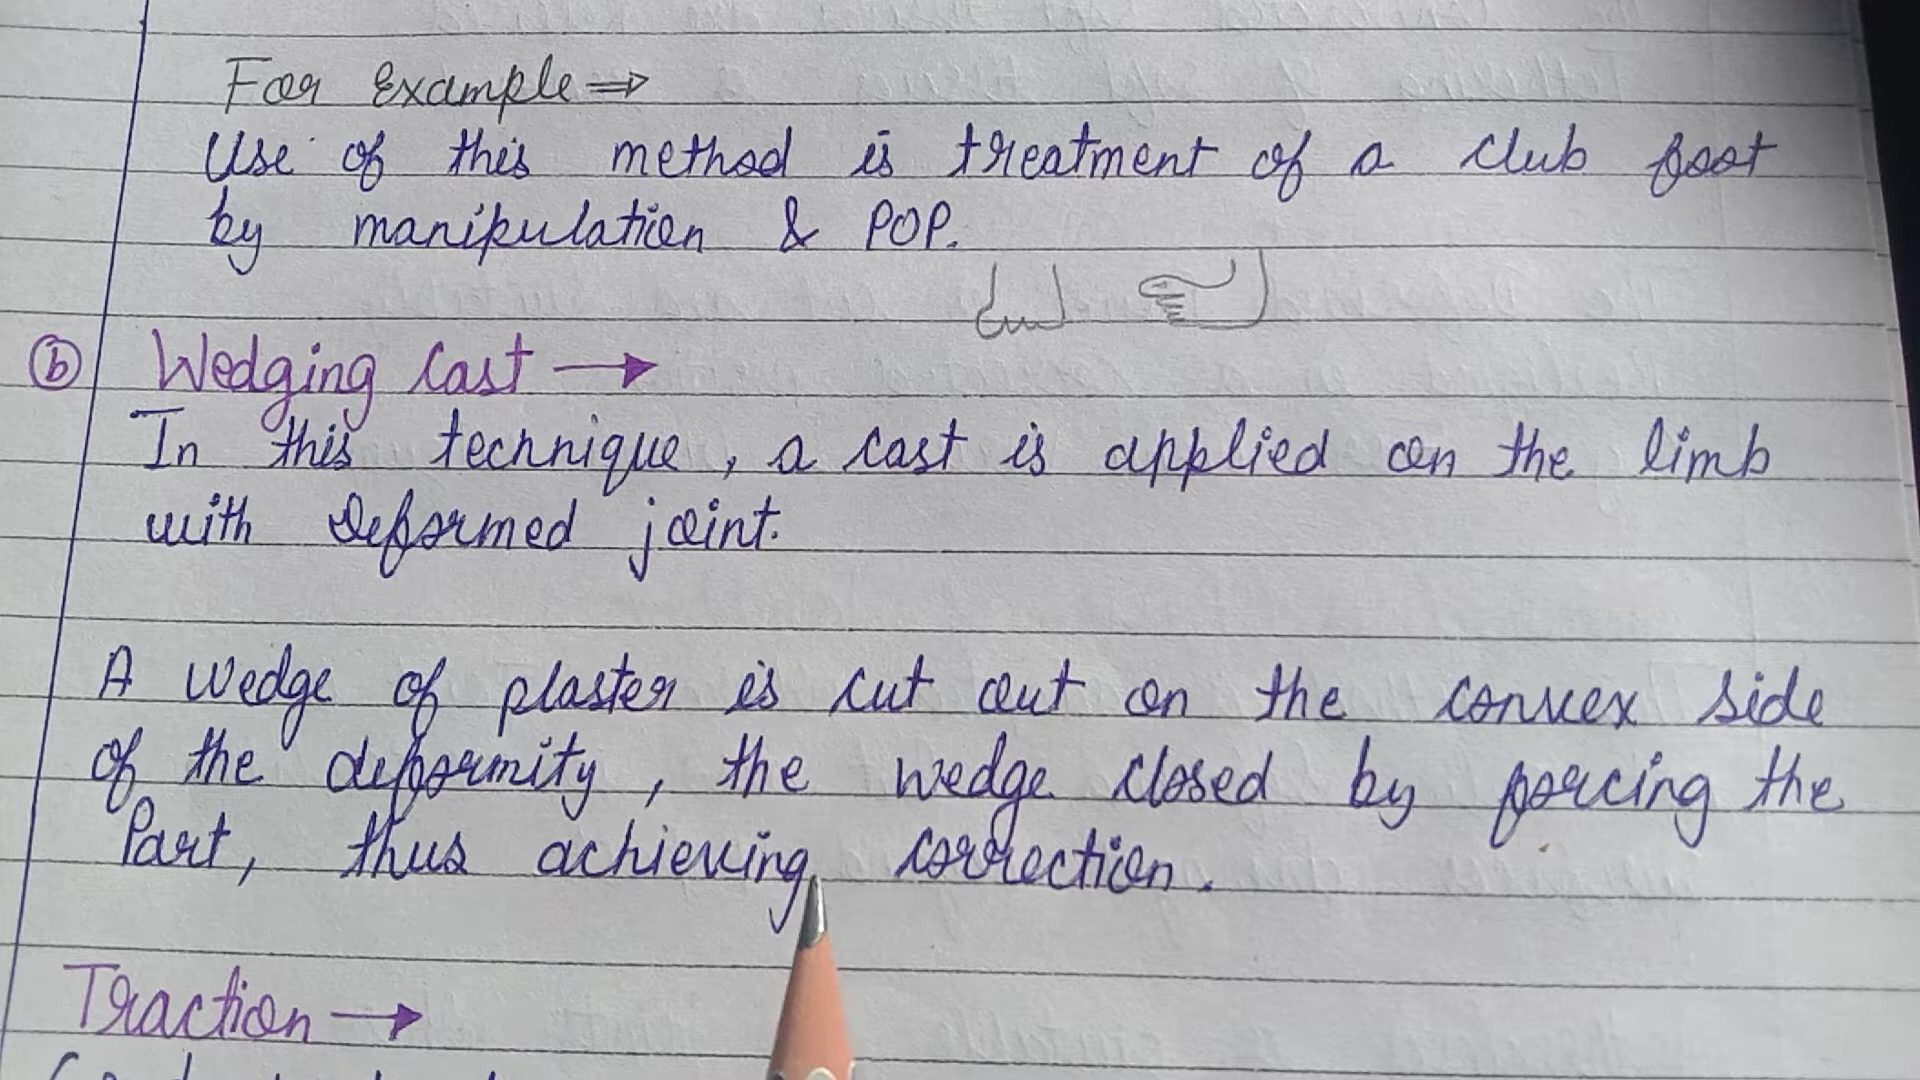 For Example ⇒
Use of this method is treatment of a club foot
by manipulation & POP.
(b) Wedging Cast →
In this technique, a cast is applied on the limb
with deformed joint.
A wedge of plaster is cut out on the convex side
of the deformity, the wedge closed by forcing the
Part, thus achieving correction.
Traction →